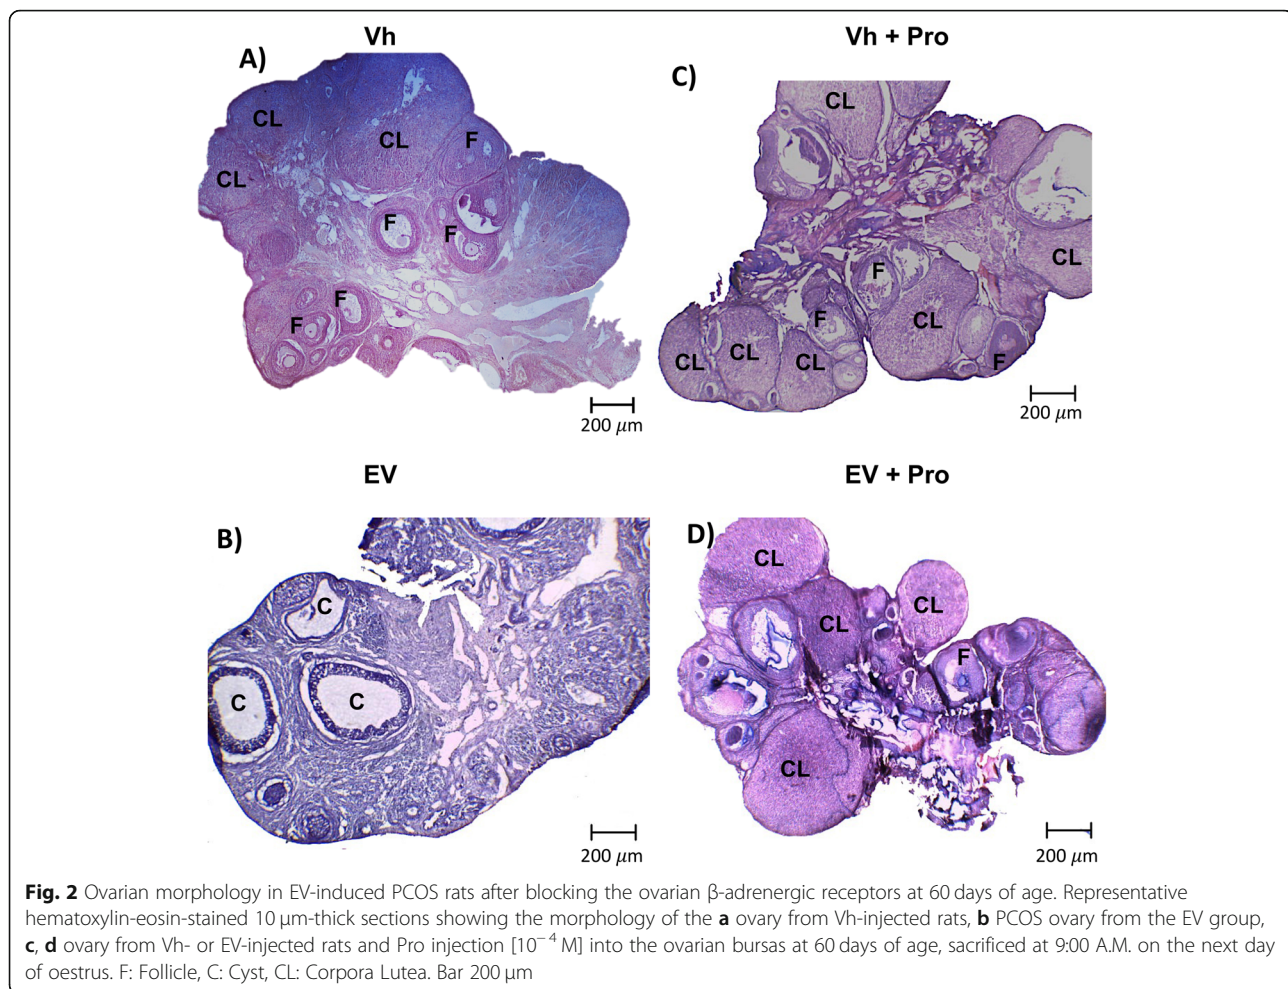 Vh
A)
CL
CL
CL
F
F
F
F
F
200 µm
Vh + Pro
C)
CL
CL
F
F
CL
CL
CL
CL
F
200 µm
EV
B)
C
C
C
200 µm
EV + Pro
D)
CL
CL
CL
F
CL
200 µm
Fig. 2 Ovarian morphology in EV-induced PCOS rats after blocking the ovarian β-adrenergic receptors at 60 days of age. Representative
hematoxylin-eosin-stained 10 µm-thick sections showing the morphology of the a ovary from Vh-injected rats, b PCOS ovary from the EV group,
c, d ovary from Vh- or EV-injected rats and Pro injection [10⁻⁴ M] into the ovarian bursas at 60 days of age, sacrificed at 9:00 A.M. on the next day
of oestrus. F: Follicle, C: Cyst, CL: Corpora Lutea. Bar 200 µm